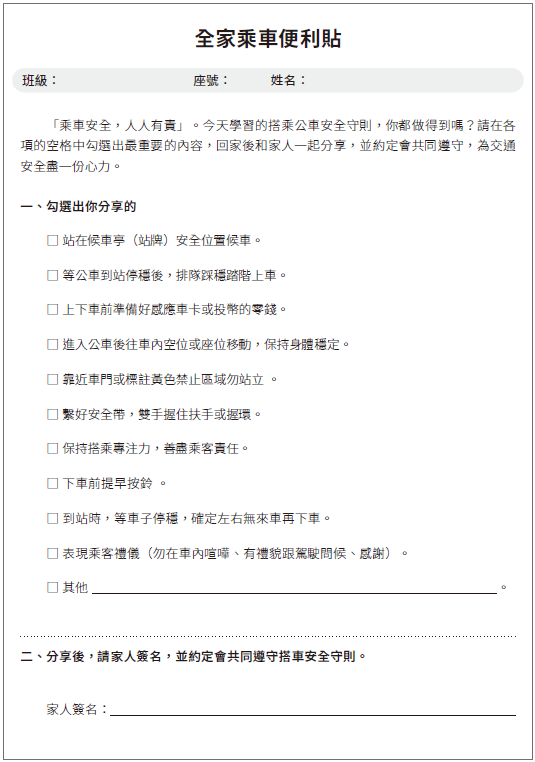 全家乘車便利貼
班級： 座號： 姓名：
「乘車安全，人人有責」。今天學習的搭乘公車安全守則，你都做得到嗎？請在各
項的空格中勾選出最重要的內容，回家後和家人一起分享，並約定會共同遵守，為交通
安全盡一份心力。
一、勾選出你分享的
□ 站在候車亭（站牌）安全位置候車。
□ 等公車到站停穩後，排隊踩穩踏階上車。
□ 上下車前準備好感應車卡或投幣的零錢。
□ 進入公車後往車內空位或座位移動，保持身體穩定。
□ 靠近車門或標註黃色禁止區域勿站立 。
□ 繫好安全帶，雙手握住扶手或握環。
□ 保持搭乘專注力，善盡乘客責任。
□ 下車前提早按鈴 。
□ 到站時，等車子停穩，確定左右無來車再下車。
□ 表現乘客禮儀（勿在車內喧嘩、有禮貌跟駕駛問候、感謝）。
□ 其他 。
二、分享後，請家人簽名，並約定會共同遵守搭車安全守則。
家人簽名：